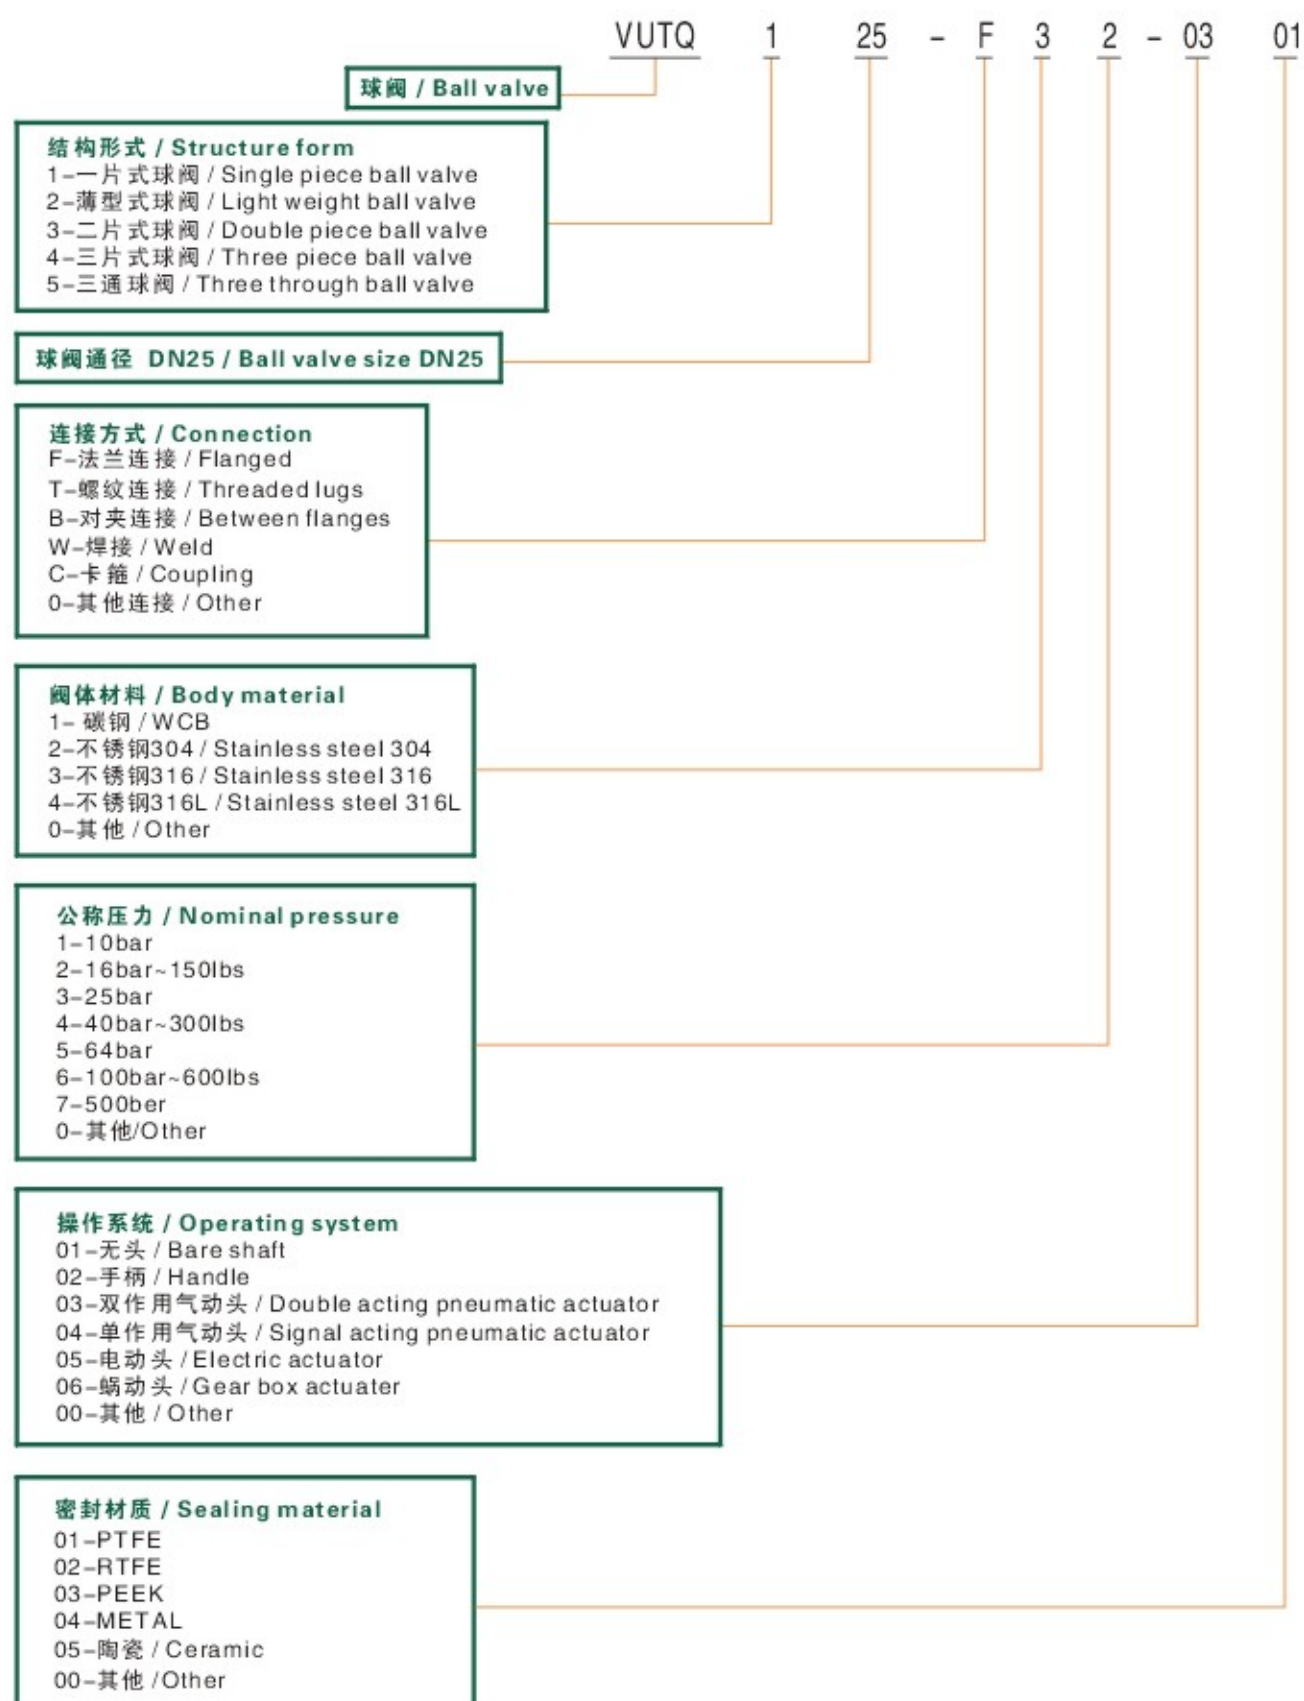 VUTQ 1 25 - F 3 2 - 03 01
球阀 / Ball valve
结构形式 / Structure form
1-一片式球阀 / Single piece ball valve
2-薄型式球阀 / Light weight ball valve
3-二片式球阀 / Double piece ball valve
4-三片式球阀 / Three piece ball valve
5-三通球阀 / Three through ball valve
球阀通径 DN25 / Ball valve size DN25
连接方式 / Connection
F-法兰连接 / Flanged
T-螺纹连接 / Threaded lugs
B-对夹连接 / Between flanges
W-焊接 / Weld
C-卡箍 / Coupling
0-其他连接 / Other
阀体材料 / Body material
1- 碳钢 / WCB
2-不锈钢304 / Stainless steel 304
3-不锈钢316 / Stainless steel 316
4-不锈钢316L / Stainless steel 316L
0-其他 / Other
公称压力 / Nominal pressure
1-10bar
2-16bar~150lbs
3-25bar
4-40bar~300lbs
5-64bar
6-100bar~600lbs
7-500ber
0-其他/Other
操作系统 / Operating system
01-无头 / Bare shaft
02-手柄 / Handle
03-双作用气动头 / Double acting pneumatic actuator
04-单作用气动头 / Signal acting pneumatic actuator
05-电动头 / Electric actuator
06-蜗动头 / Gear box actuater
00-其他 / Other
密封材质 / Sealing material
01-PTFE
02-RTFE
03-PEEK
04-METAL
05-陶瓷 / Ceramic
00-其他 /Other